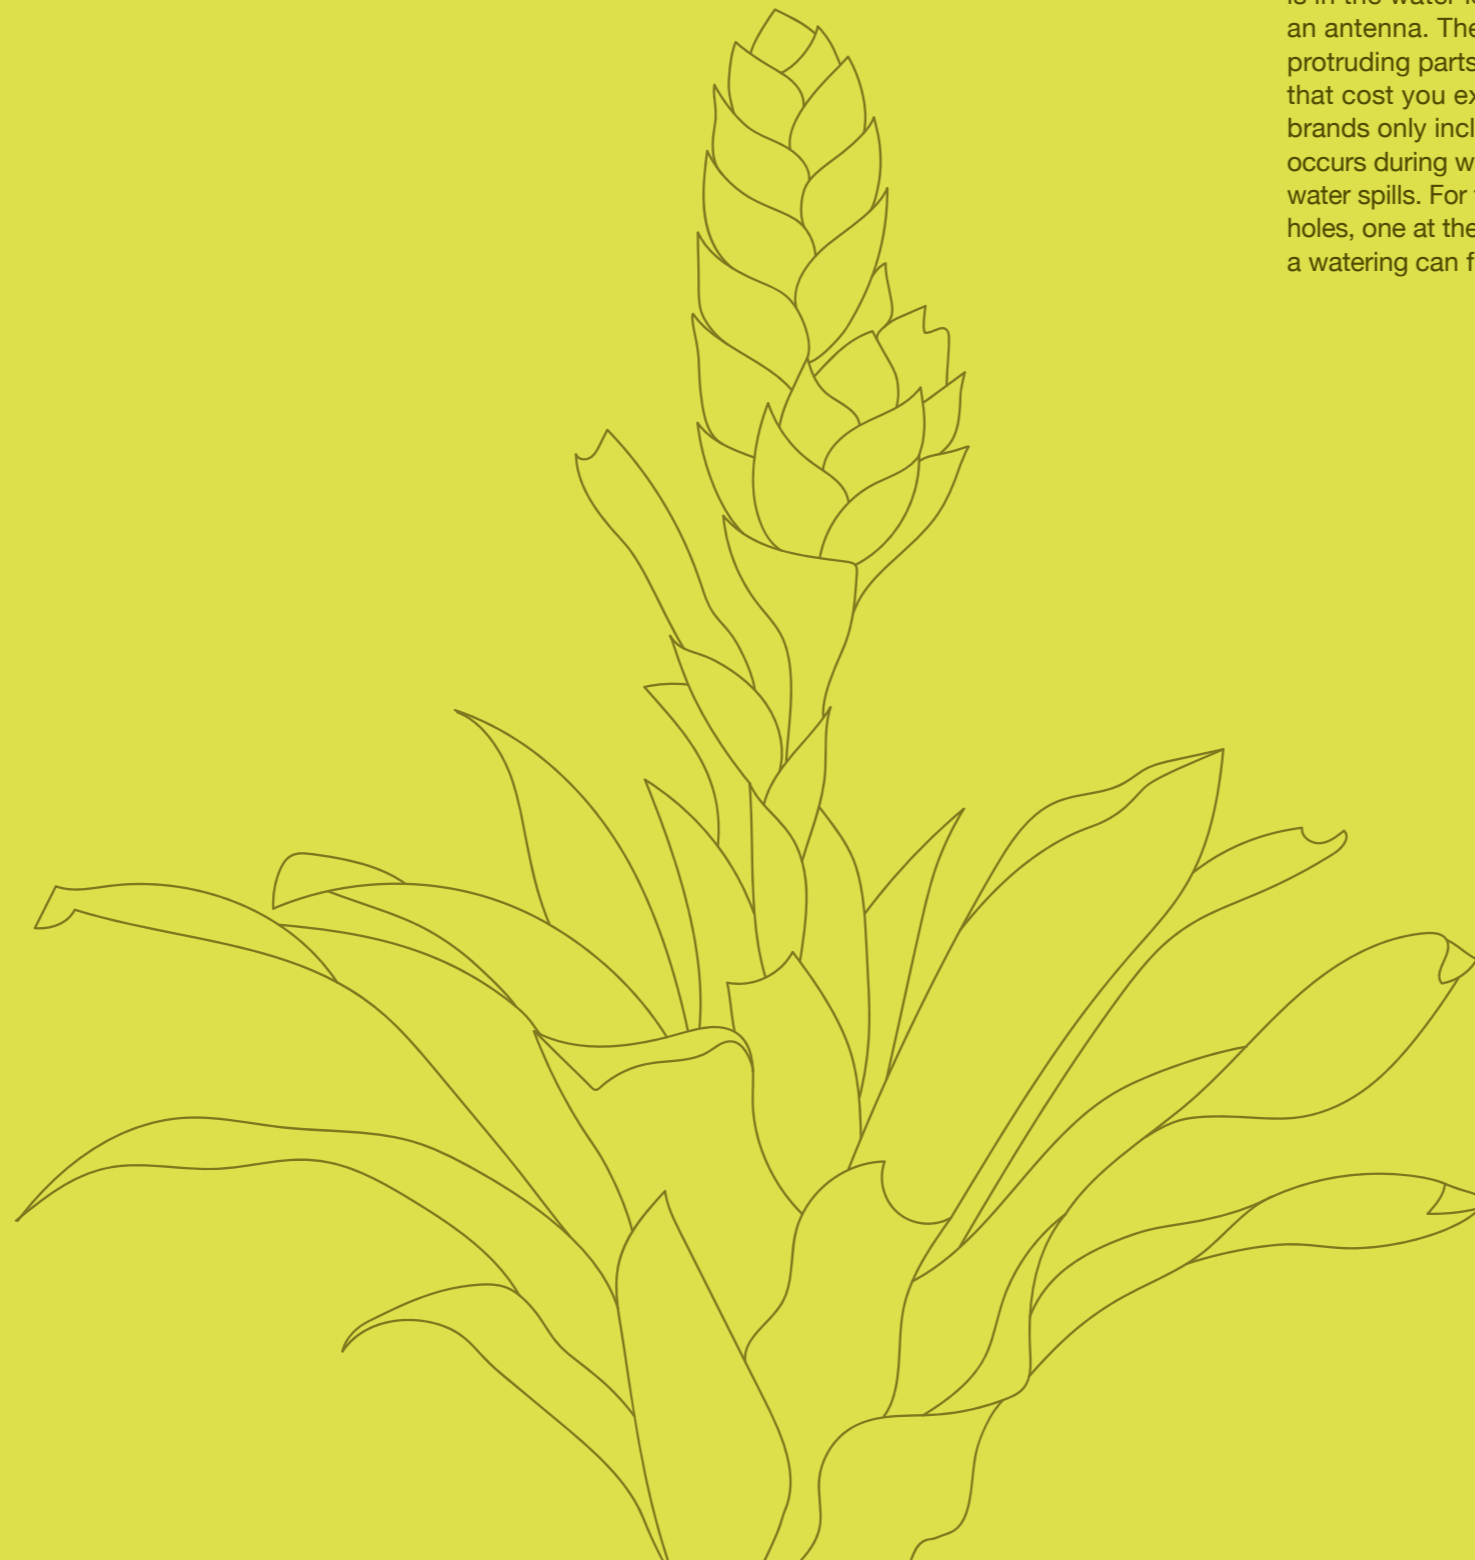 an antenna. The
protruding parts
that cost you ex
brands only incl
occurs during w
water spills. For
holes, one at the
a watering can f